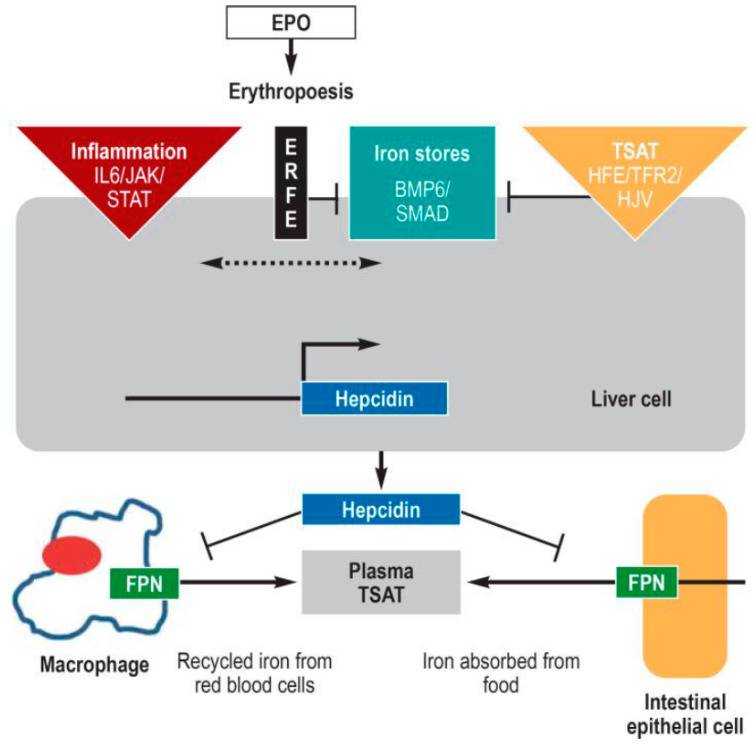 EPO
Erythropoesis
Inflammation
IL6/JAK/
STAT
E
R
F
E
Iron stores
BMP6/
SMAD
TSAT
HFE/TFR2/
HJV
Hepcidin
Liver cell
Hepcidin
FPN
Plasma
TSAT
FPN
Macrophage
Recycled iron from
red blood cells
Iron absorbed from
food
Intestinal
epithelial cell